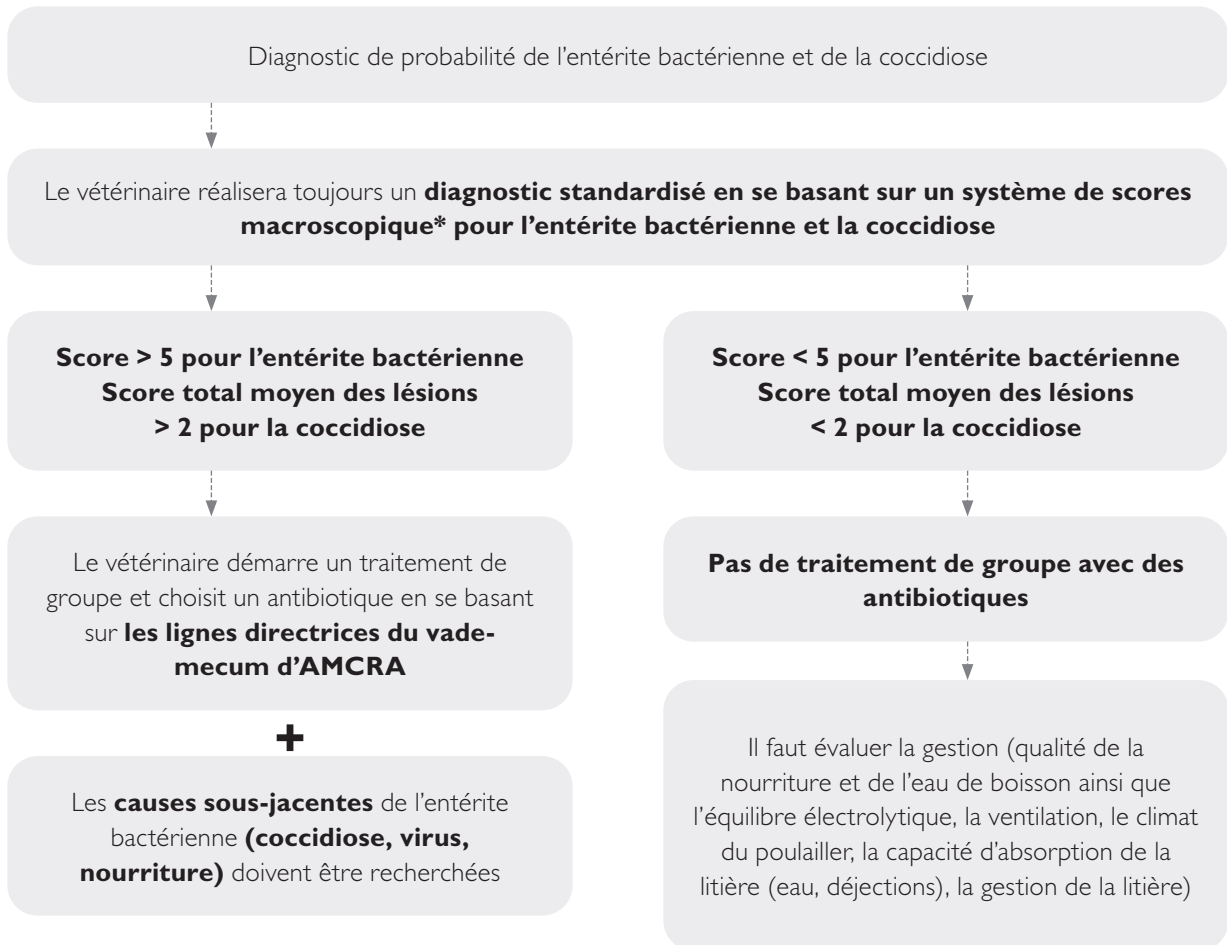 Diagnostic de probabilité de l’entérite bactérienne et de la coccidiose
Le vétérinaire réalisera toujours un diagnostic standardisé en se basant sur un système de scores
macroscopique* pour l’entérite bactérienne et la coccidiose
Score > 5 pour l’entérite bactérienne
Score total moyen des lésions
> 2 pour la coccidiose
Score < 5 pour l’entérite bactérienne
Score total moyen des lésions
< 2 pour la coccidiose
Le vétérinaire démarre un traitement de
groupe et choisit un antibiotique en se basant
sur les lignes directrices du vade-
mecum d’AMCRA
+
Les causes sous-jacentes de l’entérite
bactérienne (coccidiose, virus,
nourriture) doivent être recherchées
Pas de traitement de groupe avec des
antibiotiques
Il faut évaluer la gestion (qualité de la
nourriture et de l’eau de boisson ainsi que
l’équilibre électrolytique, la ventilation, le climat
du poulailler, la capacité d’absorption de la
litière (eau, déjections), la gestion de la litière)